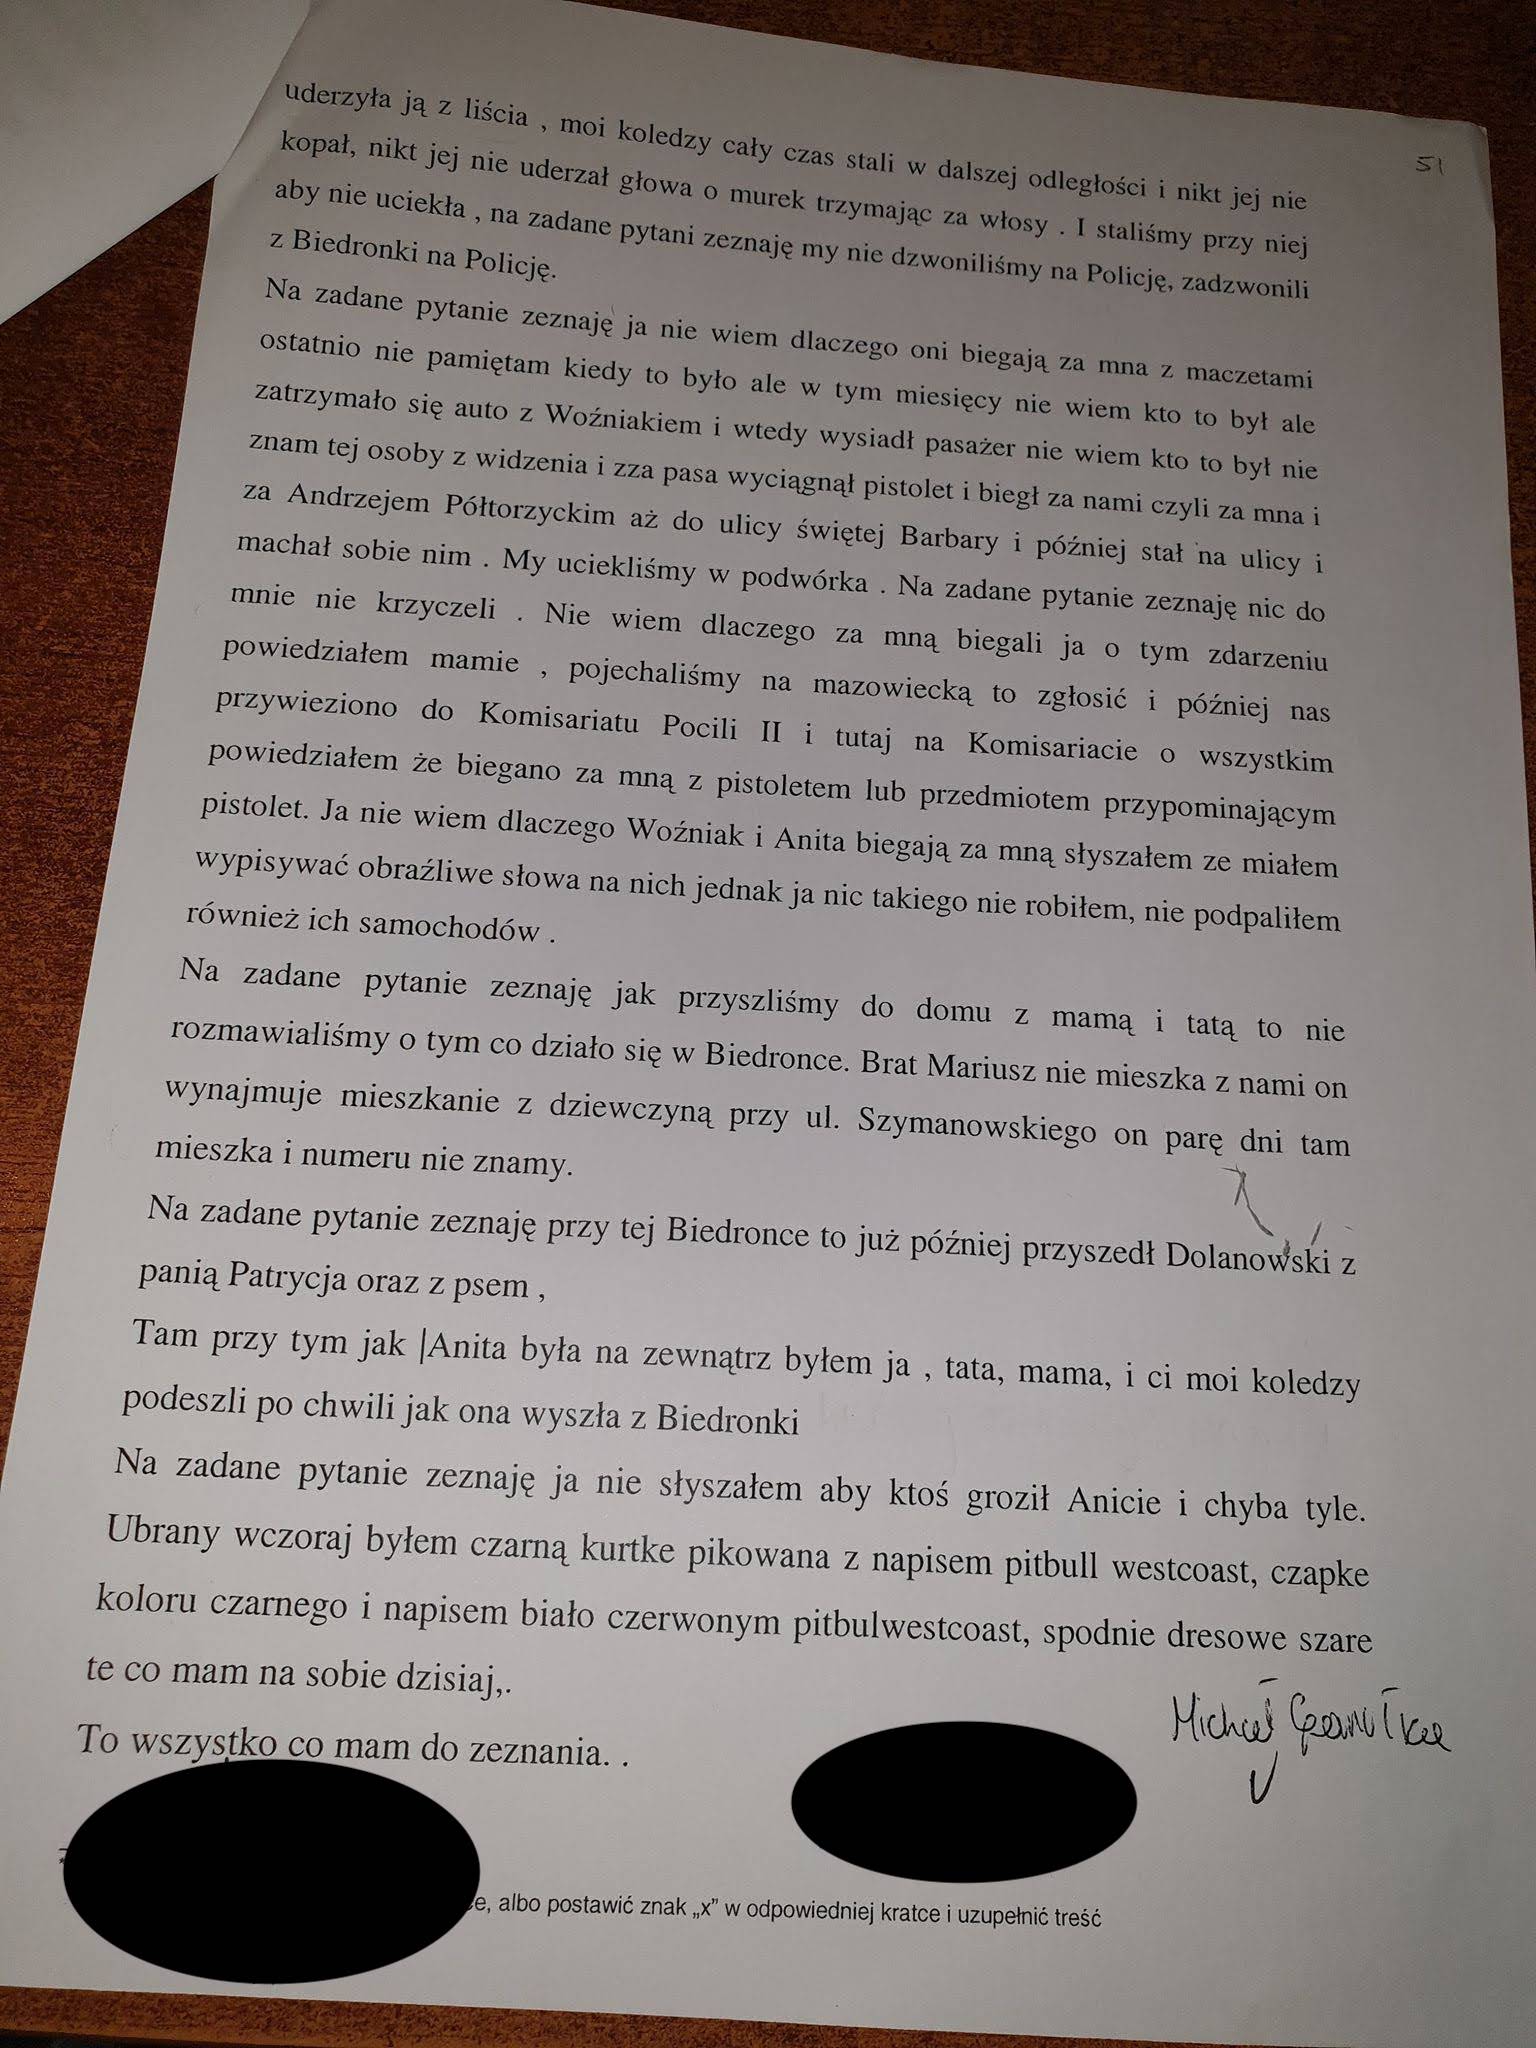 51
uderzyła ją z liścia , moi koledzy cały czas stali w dalszej odległości i nikt jej nie
kopał, nikt jej nie uderzał głowa o murek trzymając za włosy . I staliśmy przy niej
aby nie uciekła , na zadane pytani zeznaję my nie dzwoniliśmy na Policję, zadzwonili
z Biedronki na Policję.
Na zadane pytanie zeznaję ja nie wiem dlaczego oni biegają za mna z maczetami
ostatnio nie pamiętam kiedy to było ale w tym miesięcy nie wiem kto to był ale
zatrzymało się auto z Woźniakiem i wtedy wysiadł pasażer nie wiem kto to był nie
znam tej osoby z widzenia i zza pasa wyciągnął pistolet i biegł za nami czyli za mna i
za Andrzejem Półtorzyckim aż do ulicy świętej Barbary i później stał na ulicy i
machał sobie nim . My uciekliśmy w podwórka . Na zadane pytanie zeznaję nic do
mnie nie krzyczeli . Nie wiem dlaczego za mną biegali ja o tym zdarzeniu
powiedziałem mamie , pojechaliśmy na mazowiecką to zgłosić i później nas
przywieziono do Komisariatu Pocili II i tutaj na Komisariacie o wszystkim
powiedziałem że biegano za mną z pistoletem lub przedmiotem przypominającym
pistolet. Ja nie wiem dlaczego Woźniak i Anita biegają za mną słyszałem ze miałem
wypisywać obraźliwe słowa na nich jednak ja nic takiego nie robiłem, nie podpaliłem
również ich samochodów .
Na zadane pytanie zeznaję jak przyszliśmy do domu z mamą i tatą to nie
rozmawialiśmy o tym co działo się w Biedronce. Brat Mariusz nie mieszka z nami on
wynajmuje mieszkanie z dziewczyną przy ul. Szymanowskiego on parę dni tam
mieszka i numeru nie znamy.
Na zadane pytanie zeznaję przy tej Biedronce to już później przyszedł Dolanowski z
panią Patrycja oraz z psem ,
Tam przy tym jak |Anita była na zewnątrz byłem ja , tata, mama, i ci moi koledzy
podeszli po chwili jak ona wyszła z Biedronki
Na zadane pytanie zeznaję ja nie słyszałem aby ktoś groził Anicie i chyba tyle.
Ubrany wczoraj byłem czarną kurtke pikowana z napisem pitbull westcoast, czapke
koloru czarnego i napisem biało czerwonym pitbulwestcoast, spodnie dresowe szare
te co mam na sobie dzisiaj,.
To wszystko co mam do zeznania. .
Michał
albo postawić znak „x” w odpowiedniej kratce i uzupełnić treść